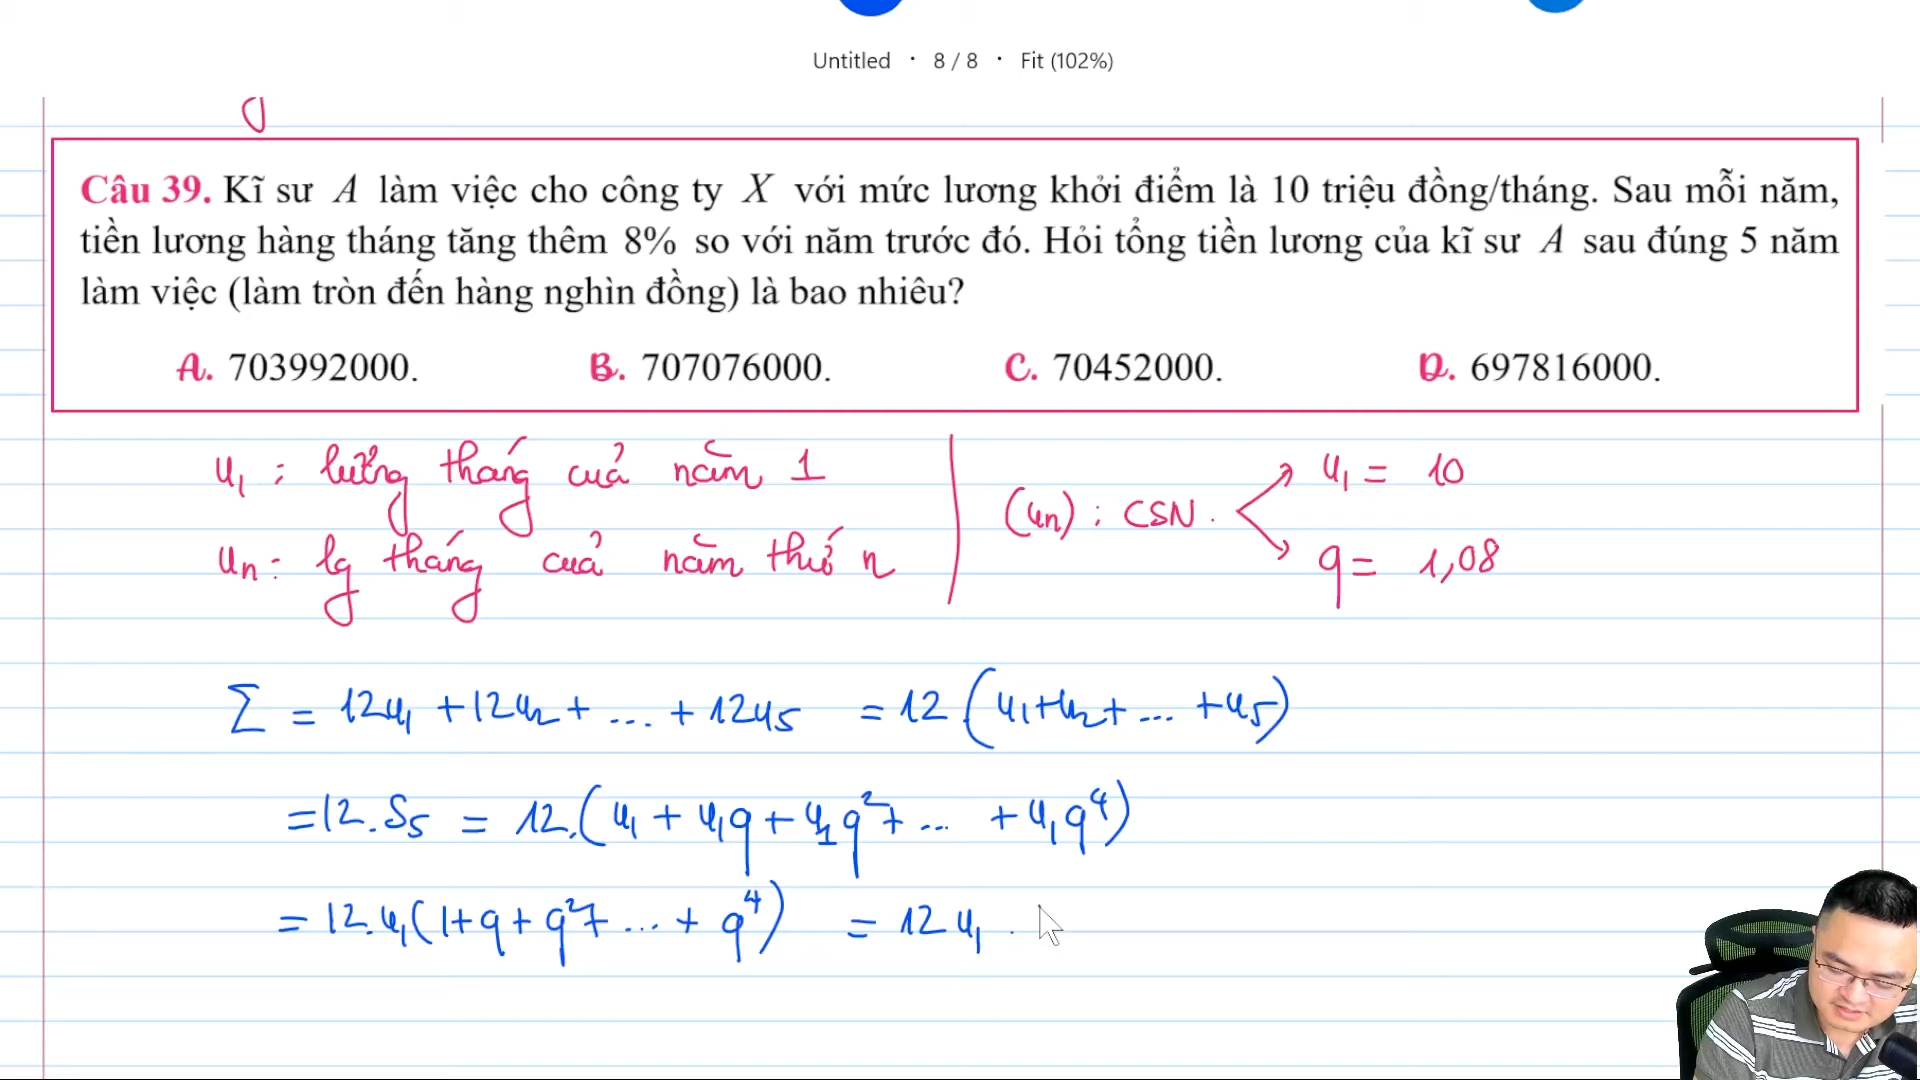 Untitled · 8 / 8 · Fit (102%)
Câu 39. Kĩ sư A làm việc cho công ty X với mức lương khởi điểm là 10 triệu đồng/tháng. Sau mỗi năm,
tiền lương hàng tháng tăng thêm 8% so với năm trước đó. Hỏi tổng tiền lương của kĩ sư A sau đúng 5 năm
làm việc (làm tròn đến hàng nghìn đồng) là bao nhiêu?
A. 703992000. B. 707076000. C. 70452000. D. 697816000.
u₁ : lương tháng của năm 1
uₙ : lg tháng của năm thứ n
(uₙ) : CSN.
u₁ = 10
q = 1,08
Σ = 12u₁ + 12u₂ + ... + 12u₅ = 12 (u₁+u₂+ ... +u₅)
= 12. S₅ = 12.(u₁ + u₁q + u₁q² + ... + u₁q⁴)
= 12.u₁(1+q+q²+ ... + q⁴) = 12u₁ .